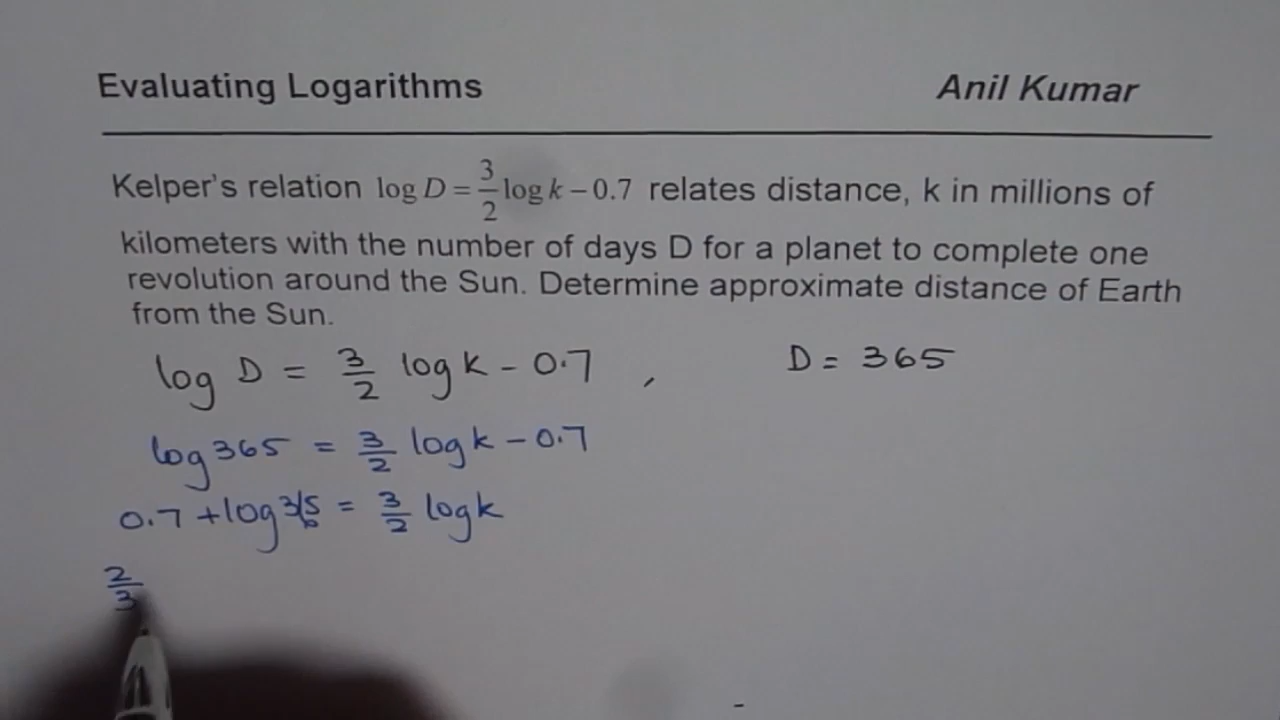 Evaluating Logarithms Anil Kumar
Kelper's relation log D = 3/2 log k − 0.7 relates distance, k in millions of
kilometers with the number of days D for a planet to complete one
revolution around the Sun. Determine approximate distance of Earth
from the Sun.
log D = 3/2 log k - 0.7 , D = 365
log 365 = 3/2 log k - 0.7
0.7 + log = 3/2 log k
2/3